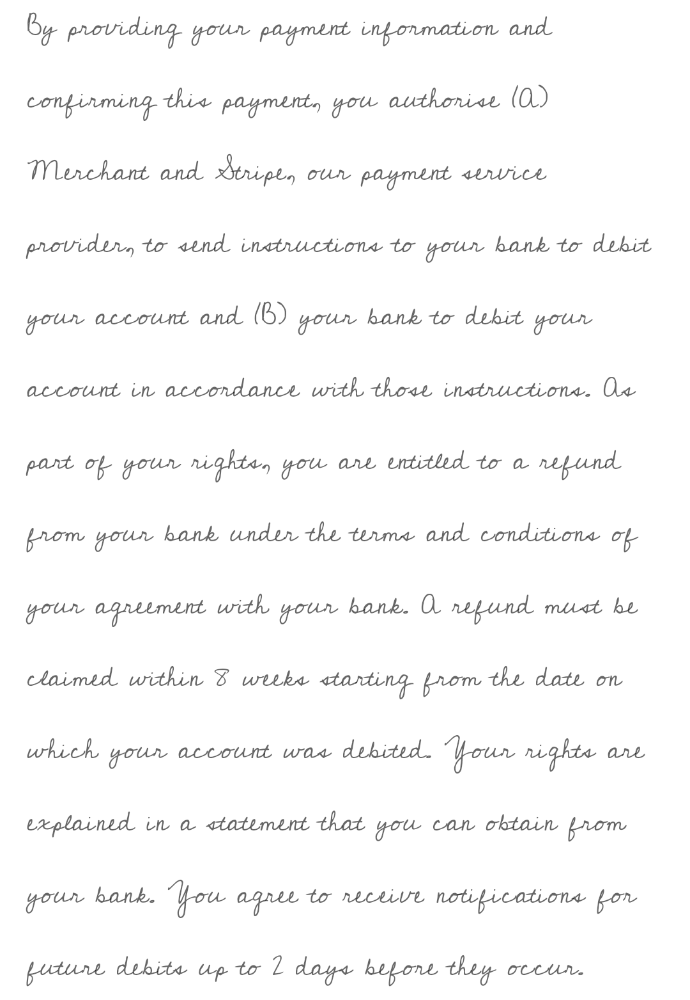 By providing your payment information and
confirming this payment, you authorise (A)
Merchant and Stripe, our payment service
provider, to send instructions to your bank to debit
your account and (B) your bank to debit your
account in accordance with those instructions. As
part of your rights, you are entitled to a refund
from your bank under the terms and conditions of
your agreement with your bank. A refund must be
claimed within 8 weeks starting from the date on
which your account was debited. Your rights are
explained in a statement that you can obtain from
your bank. You agree to receive notifications for
future debits up to 2 days before they occur.